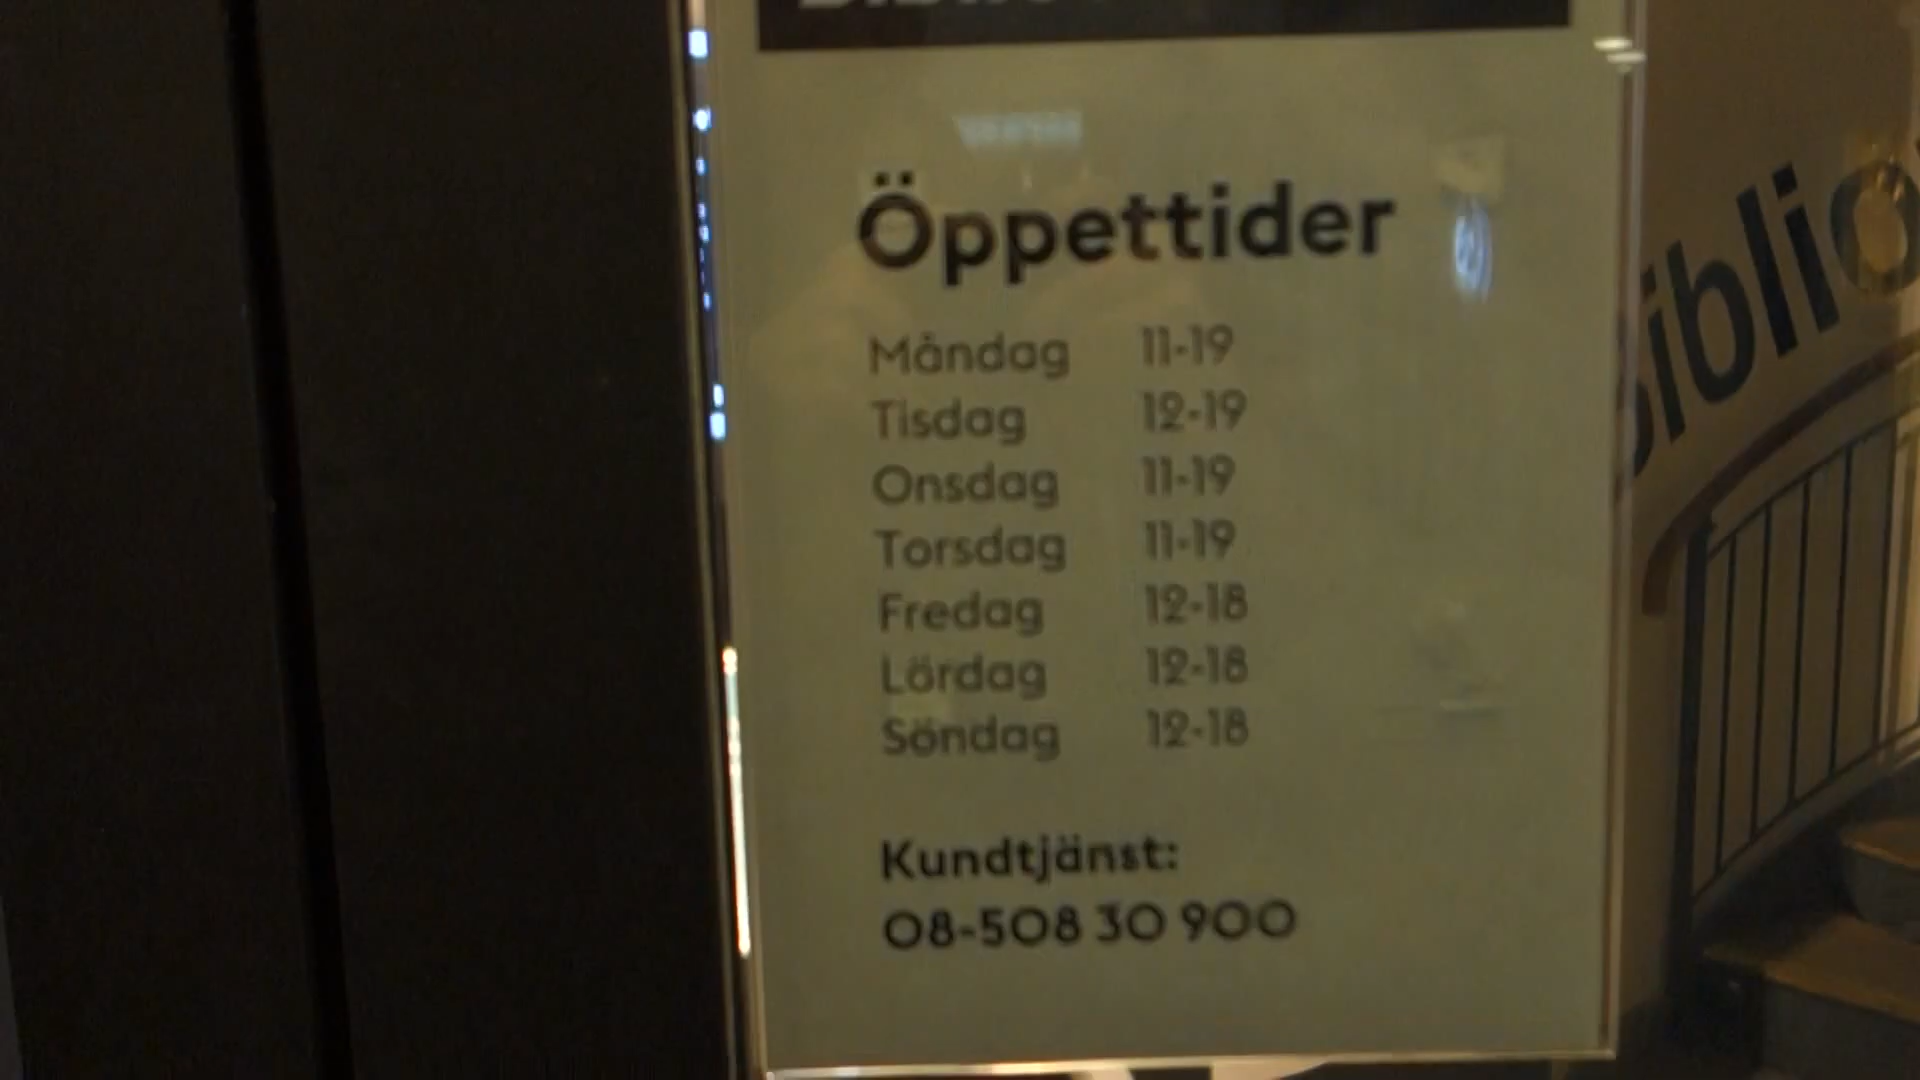 Öppettider
Måndag 11-19
Tisdag 12-19
Onsdag 11-19
Torsdag 11-19
Fredag 12-18
Lördag 12-18
Söndag 12-18
Kundtjänst:
08-508 30 900